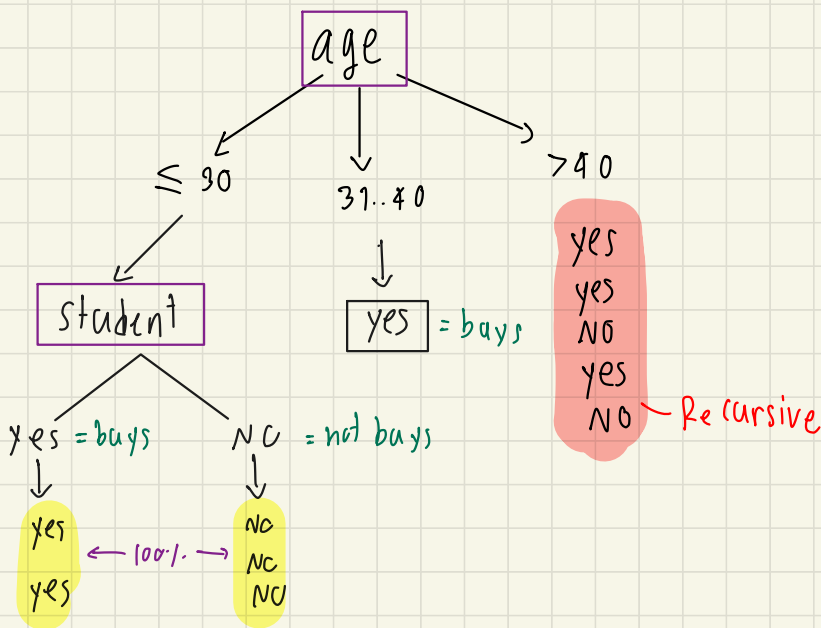 age
≤ 30
31..40
>40
student
yes = buys
yes
yes
NO
yes
NO
Recursive
yes = buys
NO = not buys
yes
yes
100%
NO
NO
NO